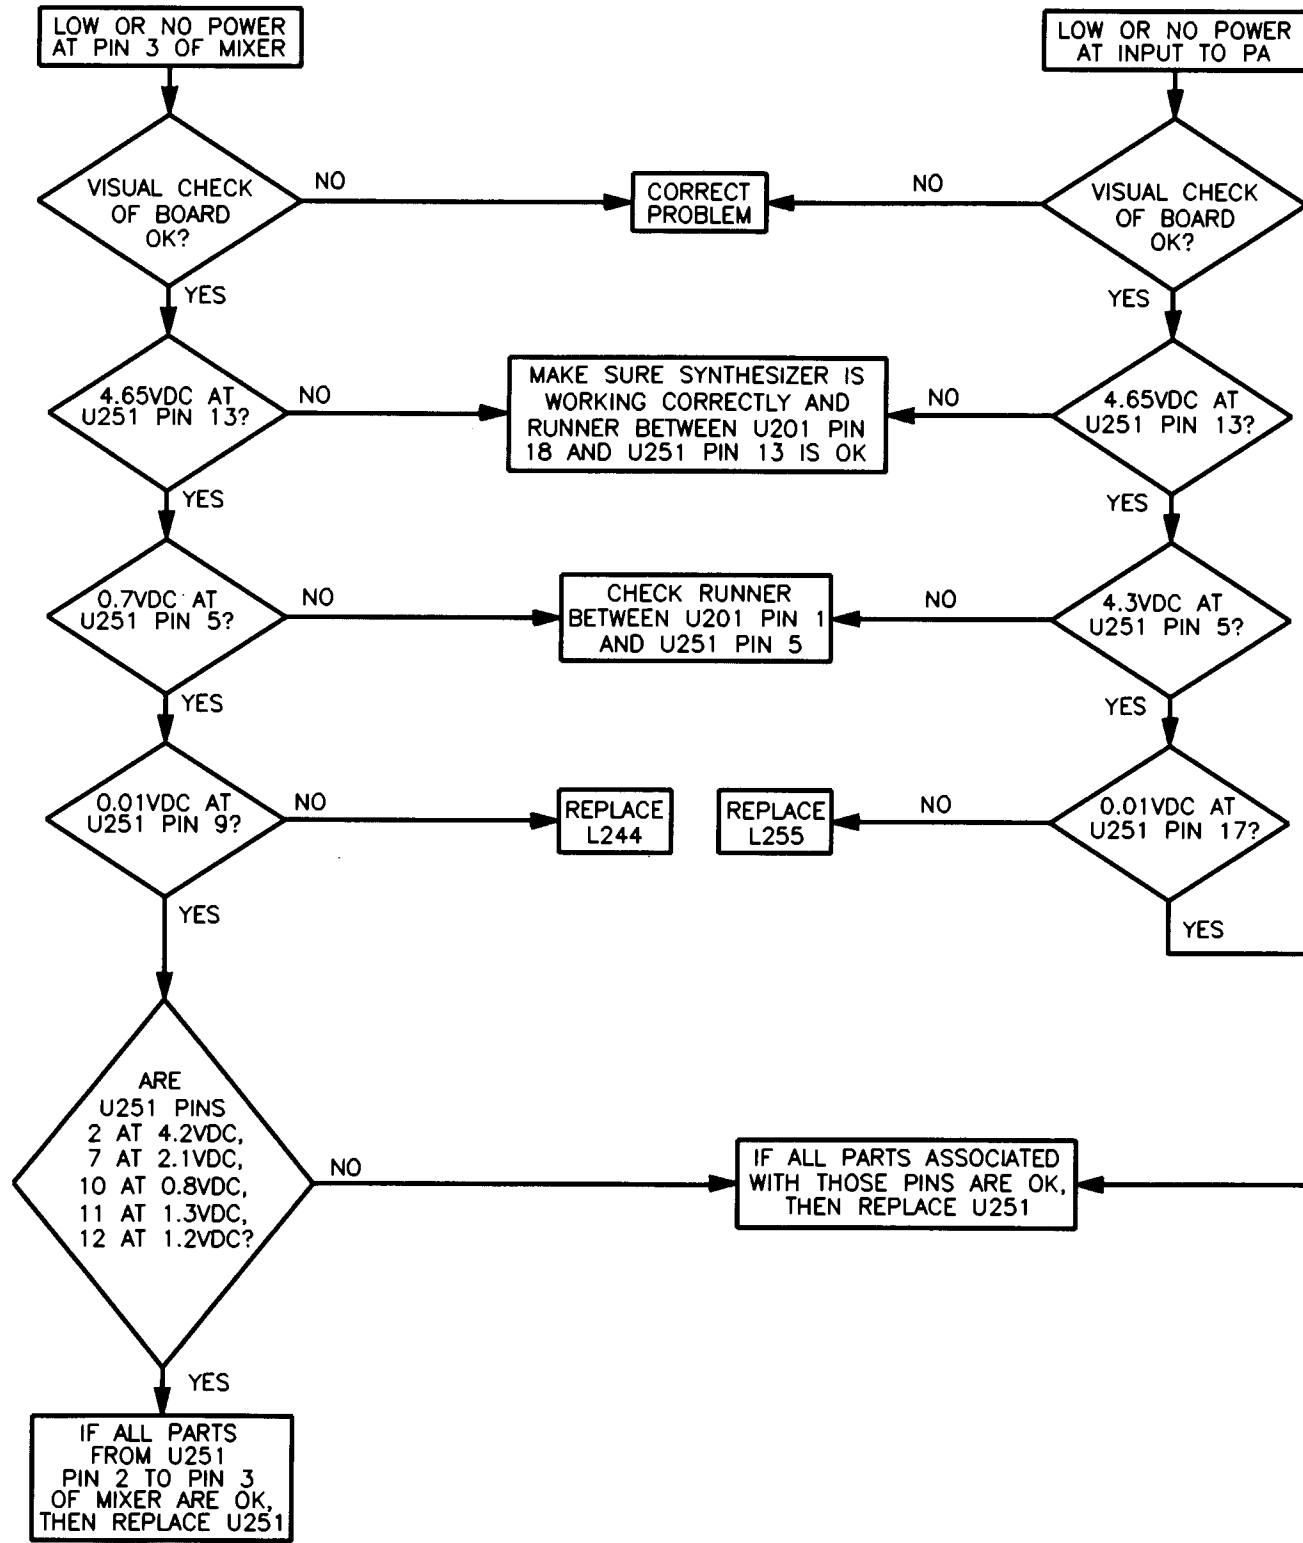 LOW OR NO POWER
AT PIN 3 OF MIXER
LOW OR NO POWER
AT INPUT TO PA
VISUAL CHECK
OF BOARD
OK?
NO
CORRECT
PROBLEM
NO
VISUAL CHECK
OF BOARD
OK?
YES
YES
4.65VDC AT
U251 PIN 13?
NO
MAKE SURE SYNTHESIZER IS
WORKING CORRECTLY AND
RUNNER BETWEEN U201 PIN
18 AND U251 PIN 13 IS OK
NO
4.65VDC AT
U251 PIN 13?
YES
YES
0.7VDC AT
U251 PIN 5?
NO
CHECK RUNNER
BETWEEN U201 PIN 1
AND U251 PIN 5
NO
4.3VDC AT
U251 PIN 5?
YES
YES
0.01VDC AT
U251 PIN 9?
NO
REPLACE
L244
REPLACE
L255
NO
0.01VDC AT
U251 PIN 17?
YES
YES
ARE
U251 PINS
2 AT 4.2VDC,
7 AT 2.1VDC,
10 AT 0.8VDC,
11 AT 1.3VDC,
12 AT 1.2VDC?
NO
IF ALL PARTS ASSOCIATED
WITH THOSE PINS ARE OK,
THEN REPLACE U251
YES
IF ALL PARTS
FROM U251
PIN 2 TO PIN 3
OF MIXER ARE OK,
THEN REPLACE U251